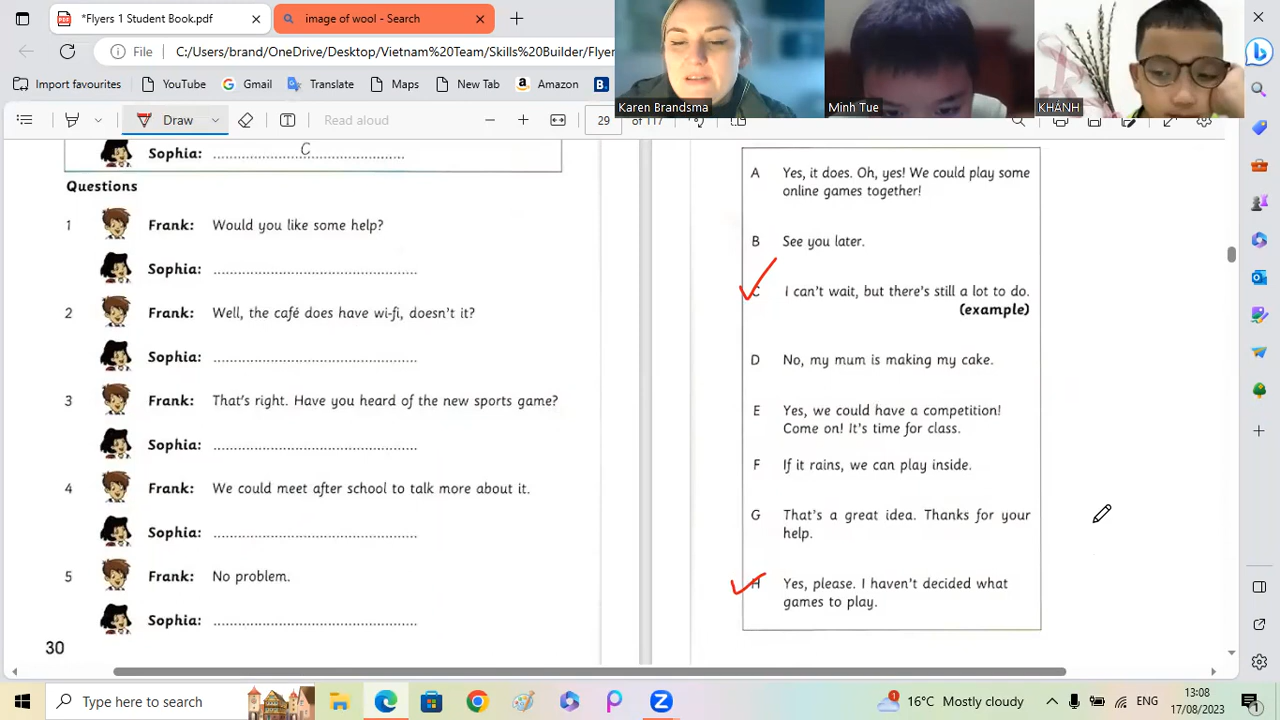 *Flyers 1 Student Book.pdf
image of wool - Search
File
C:/Users/brand/OneDrive/Desktop/Vietnam%20Team/Skills%20Builder/Flyer
Import favourites
YouTube
Gmail
Translate
Maps
News
Amazon
B.
Karen Brandsma
Minh Tue
KHÁNH
Draw
Read aloud
29 of 117
Sophia: C
Questions
1 Frank: Would you like some help?
Sophia:
2 Frank: Well, the café does have wi-fi, doesn't it?
Sophia:
3 Frank: That's right. Have you heard of the new sports game?
Sophia:
4 Frank: We could meet after school to talk more about it.
Sophia:
5 Frank: No problem.
Sophia:
30
A Yes, it does. Oh, yes! We could play some
online games together!
B See you later.
C I can't wait, but there's still a lot to do.
(example)
D No, my mum is making my cake.
E Yes, we could have a competition!
Come on! It's time for class.
F If it rains, we can play inside.
G That's a great idea. Thanks for your
help.
H Yes, please. I haven't decided what
games to play.
Type here to search
1
16°C Mostly cloudy
ENG
13:08
17/08/2023
1